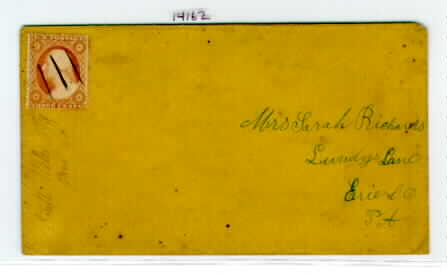 14162
Mrs Sarah Richards
Lundys Lane
Erie Co
PA